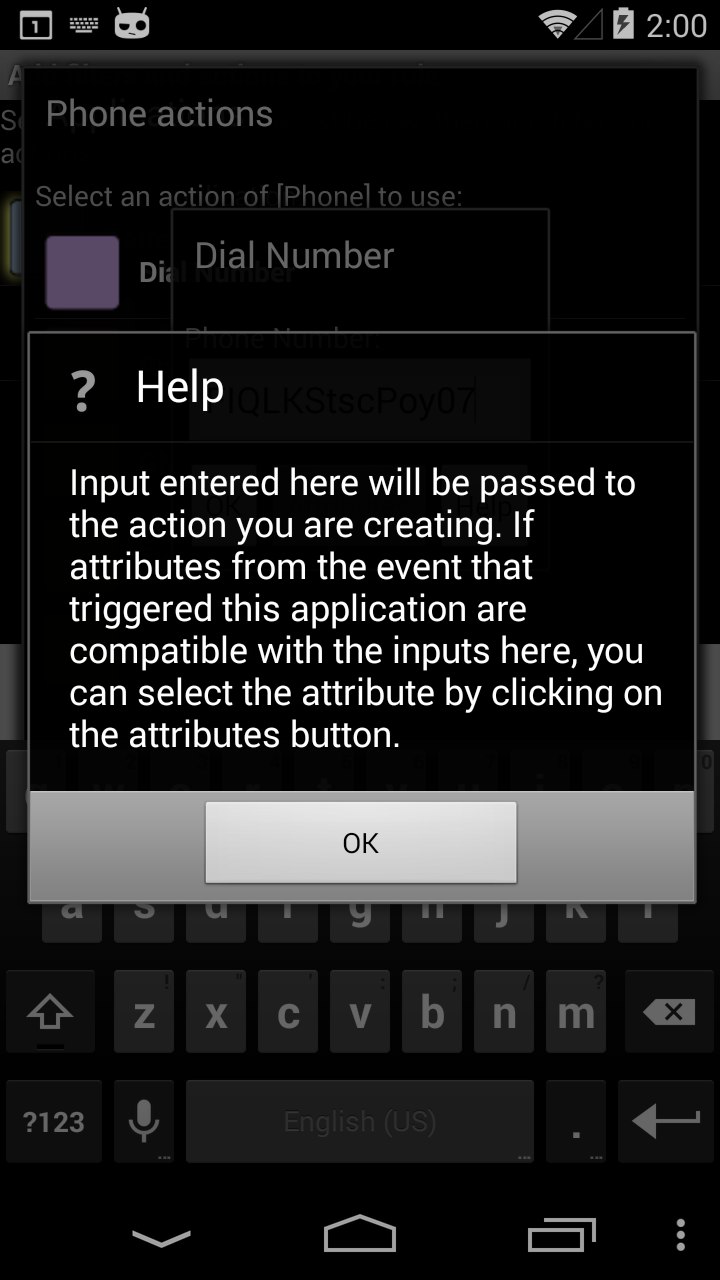 1
2:00
Phone actions
Select an action of [Phone] to use:
Dial Number
Dial Number
Phone Number:
IQLKStscPoy07
? Help
Input entered here will be passed to
the action you are creating. If
attributes from the event that
triggered this application are
compatible with the inputs here, you
can select the attribute by clicking on
the attributes button.
OK
a s d f g h j k l
z x c v b n m
?123
English (US)
.